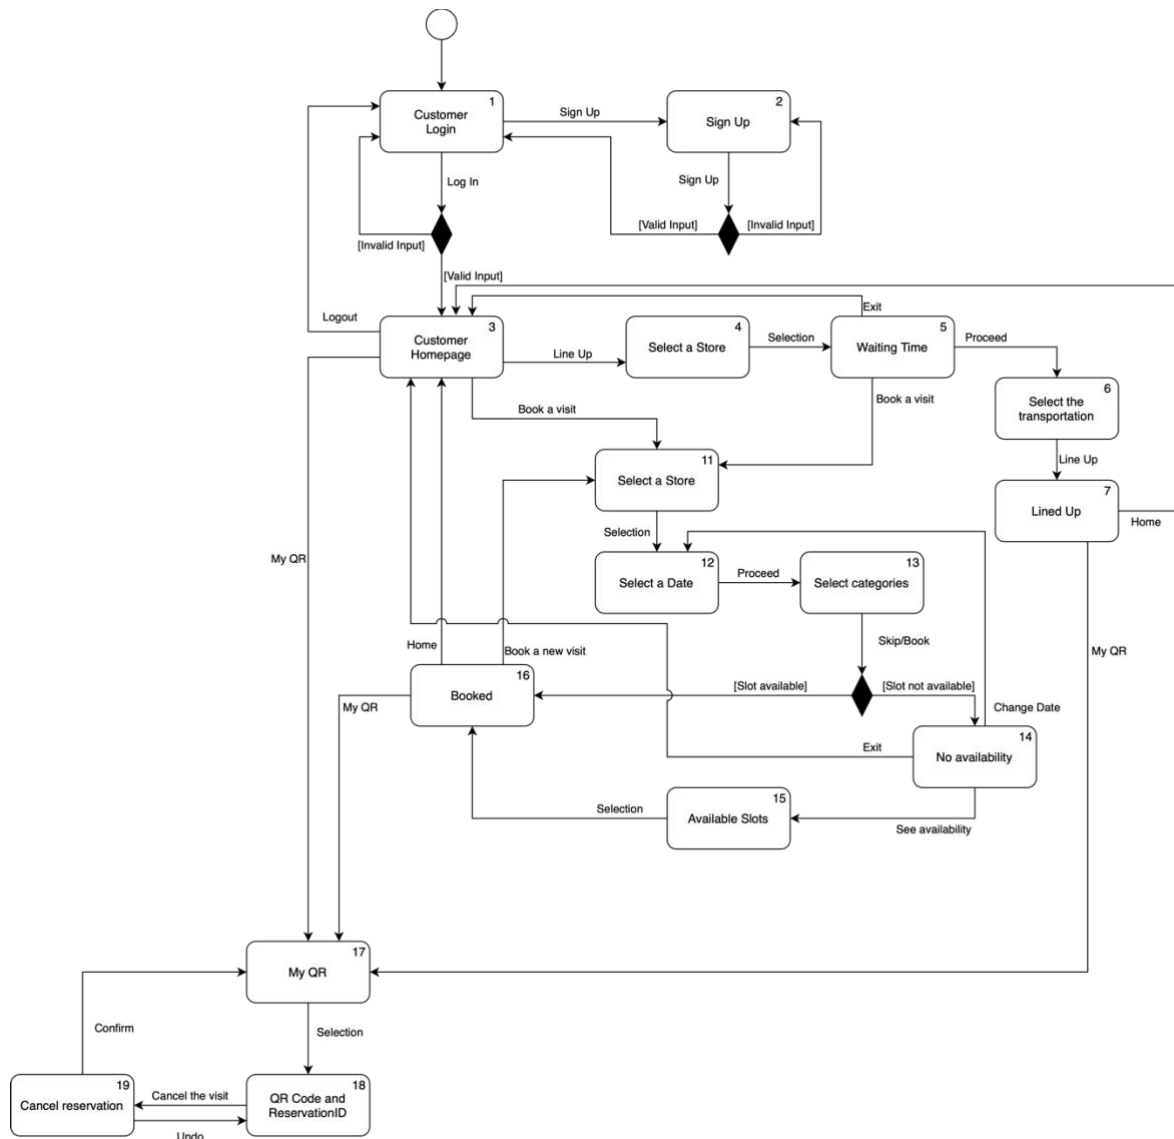 1
Customer
Login
Sign Up
2
Sign Up
Log In
Sign Up
[Invalid Input]
[Valid Input]
[Invalid Input]
[Valid Input]
Logout
Exit
3
Customer
Homepage
Line Up
4
Select a Store
Selection
5
Waiting Time
Proceed
6
Select the
transportation
Book a visit
Book a visit
Line Up
11
Select a Store
7
Lined Up
Home
Selection
My QR
12
Select a Date
Proceed
13
Select categories
Skip/Book
Home
Book a new visit
My QR
16
Booked
[Slot available]
[Slot not available]
My QR
Change Date
14
No availability
Exit
15
Available Slots
Selection
See availability
17
My QR
Confirm
Selection
19
Cancel reservation
Cancel the visit
18
QR Code and
ReservationID
Undo